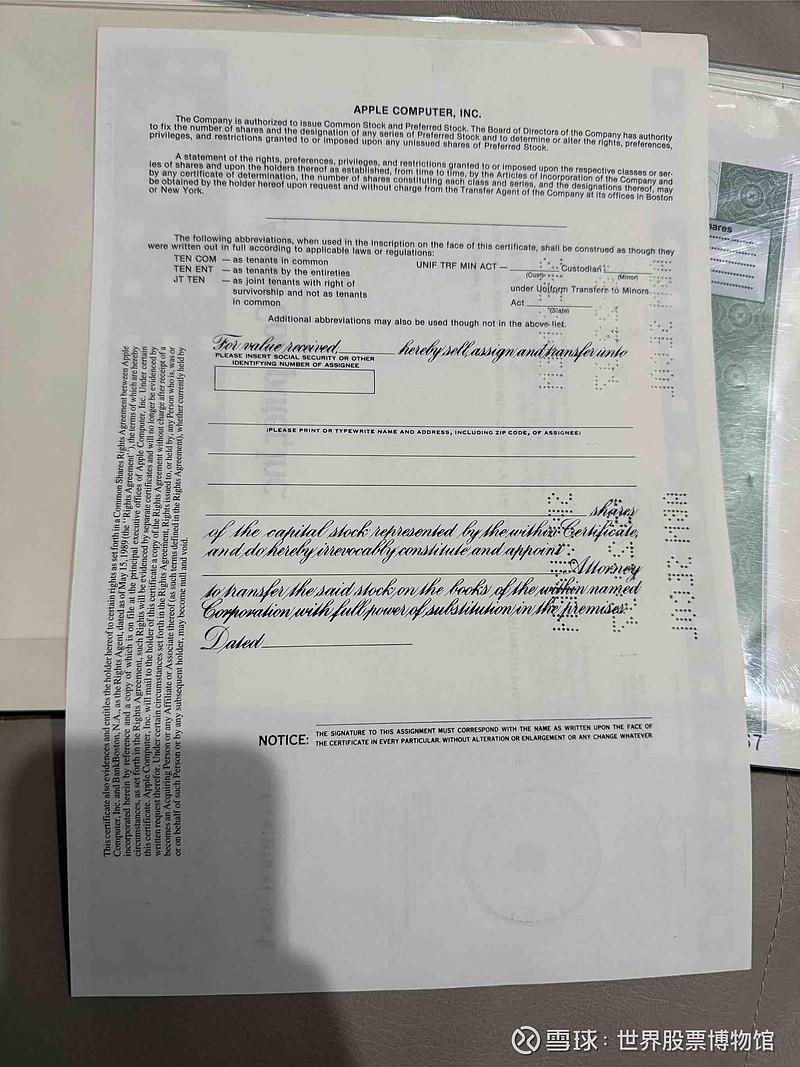 APPLE COMPUTER, INC.
The Company is authorized to issue Common Stock and Preferred Stock. The Board of Directors of the Company has authority
to fix the number of shares and the designation of any series of Preferred Stock and to determine or alter the rights, preferences,
privileges, and restrictions granted to or imposed upon any unissued shares of Preferred Stock.
A statement of the rights, preferences, privileges, and restrictions granted to or imposed upon the respective classes or ser-
ies of shares and upon the holders thereof as established, from time to time, by the Articles of Incorporation of the Company and
by any certificate of determination, the number of shares constituting each class and series, and the designations thereof, may
be obtained by the holder hereof upon request and without charge from the Transfer Agent of the Company at its offices in Boston
or New York.
The following abbreviations, when used in the inscription on the face of this certificate, shall be construed as though they
were written out in full according to applicable laws or regulations:
TEN COM — as tenants in common
TEN ENT — as tenants by the entireties
JT TEN — as joint tenants with right of
survivorship and not as tenants
in common
UNIF TRF MIN ACT — Custodian
(Cust) (Minor)
under Uniform Transfers to Minors
Act
(State)
Additional abbreviations may also be used though not in the above list.
For value received, hereby sell, assign and transfer unto
PLEASE INSERT SOCIAL SECURITY OR OTHER
IDENTIFYING NUMBER OF ASSIGNEE
(PLEASE PRINT OR TYPEWRITE NAME AND ADDRESS, INCLUDING ZIP CODE, OF ASSIGNEE)
shares
of the capital stock represented by the within Certificate,
and do hereby irrevocably constitute and appoint
Attorney
to transfer the said stock on the books of the within named
Corporation with full power of substitution in the premises.
Dated
NOTICE: THE SIGNATURE TO THIS ASSIGNMENT MUST CORRESPOND WITH THE NAME AS WRITTEN UPON THE FACE OF
THE CERTIFICATE IN EVERY PARTICULAR, WITHOUT ALTERATION OR ENLARGEMENT OR ANY CHANGE WHATEVER.
This certificate also evidences and entitles the holder hereof to certain rights as set forth in a Common Shares Rights Agreement between Apple
Computer, Inc. and BankBoston, N.A., as the Rights Agent, dated as of May 15, 1989 (the "Rights Agreement"), the terms of which are hereby
incorporated herein by reference and a copy of which is on file at the principal executive offices of Apple Computer, Inc. Under certain
circumstances, as set forth in the Rights Agreement, such Rights will be evidenced by separate certificates and will no longer be evidenced by
this certificate. Apple Computer, Inc. will mail to the holder of this certificate a copy of the Rights Agreement without charge after receipt of a
written request therefor. Under certain circumstances set forth in the Rights Agreement, Rights issued to, or held by, any Person who is, was or
becomes an Acquiring Person or any Affiliate or Associate thereof (as such terms defined in the Rights Agreement), whether currently held by
or on behalf of such Person or by any subsequent holder, may become null and void.
hares
57
雪球：世界股票博物馆